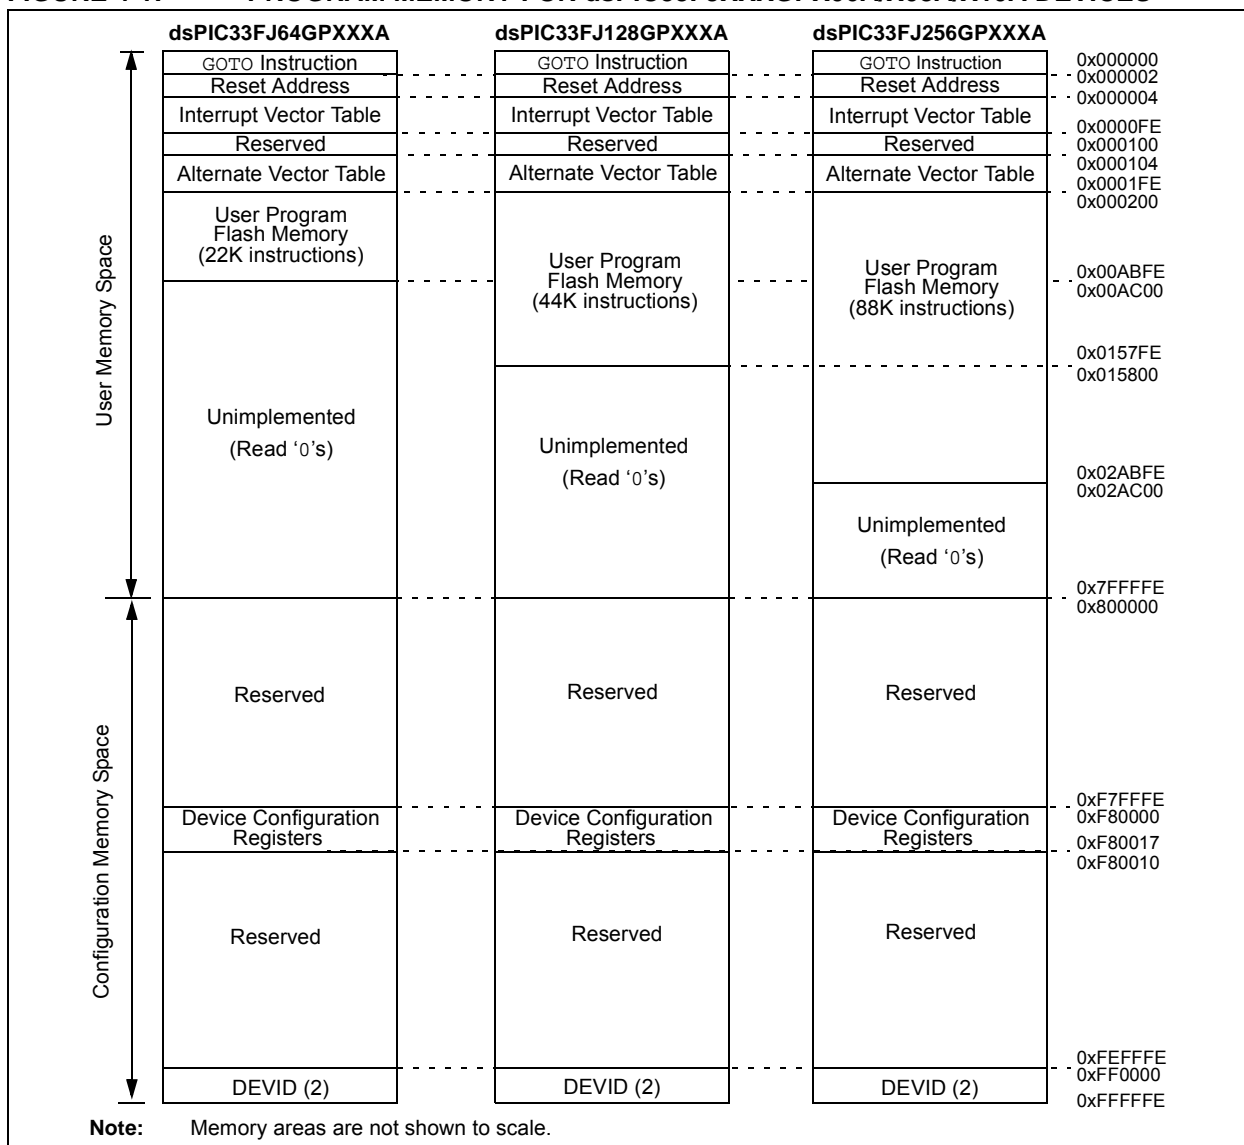 dsPIC33FJ64GPXXXA dsPIC33FJ128GPXXXA dsPIC33FJ256GPXXXA
GOTO Instruction GOTO Instruction GOTO Instruction 0x000000
0x000002
Reset Address Reset Address Reset Address
0x000004
Interrupt Vector Table Interrupt Vector Table Interrupt Vector Table
0x0000FE
Reserved Reserved Reserved 0x000100
0x000104
Alternate Vector Table Alternate Vector Table Alternate Vector Table
0x0001FE
0x000200
User Program
Flash Memory
(22K instructions)
User Program
Flash Memory
(44K instructions)
User Program
Flash Memory
(88K instructions)
0x00ABFE
0x00AC00
User Memory Space
0x0157FE
0x015800
Unimplemented
(Read ‘0’s)
Unimplemented
(Read ‘0’s)
0x02ABFE
0x02AC00
Unimplemented
(Read ‘0’s)
0x7FFFFE
0x800000
Reserved Reserved Reserved
Configuration Memory Space
0xF7FFFE
0xF80000
Device Configuration
Registers
Device Configuration
Registers
Device Configuration
Registers
0xF80017
0xF80010
Reserved Reserved Reserved
0xFEFFFE
0xFF0000
DEVID (2) DEVID (2) DEVID (2)
0xFFFFFE
Note: Memory areas are not shown to scale.